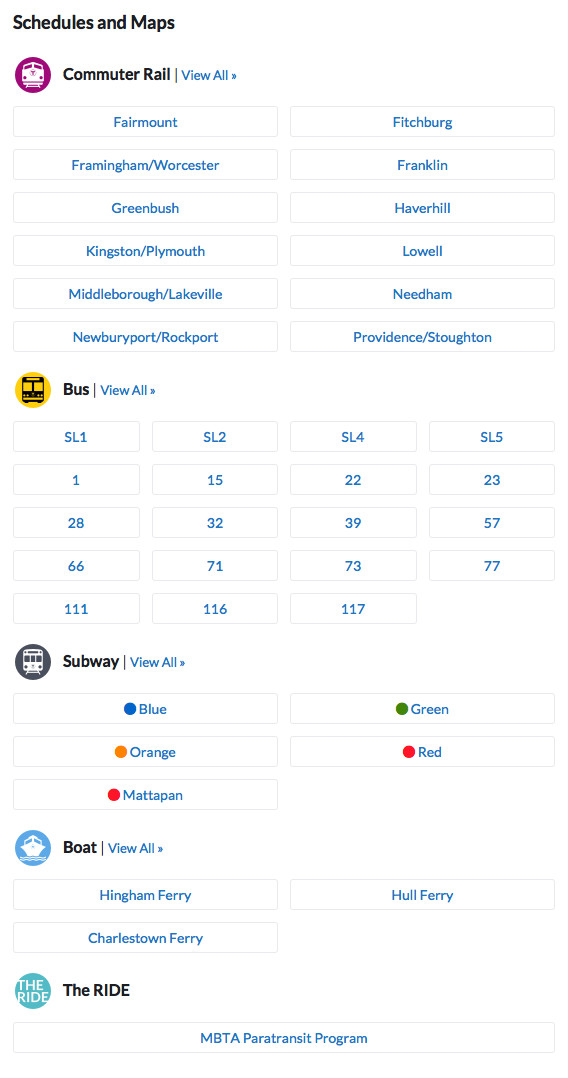 Schedules and Maps
Commuter Rail | View All »
Fairmount Fitchburg
Framingham/Worcester Franklin
Greenbush Haverhill
Kingston/Plymouth Lowell
Middleborough/Lakeville Needham
Newburyport/Rockport Providence/Stoughton
Bus | View All »
SL1 SL2 SL4 SL5
1 15 22 23
28 32 39 57
66 71 73 77
111 116 117
Subway | View All »
Blue Green
Orange Red
Mattapan
Boat | View All »
Hingham Ferry Hull Ferry
Charlestown Ferry
THE
RIDE
The RIDE
MBTA Paratransit Program